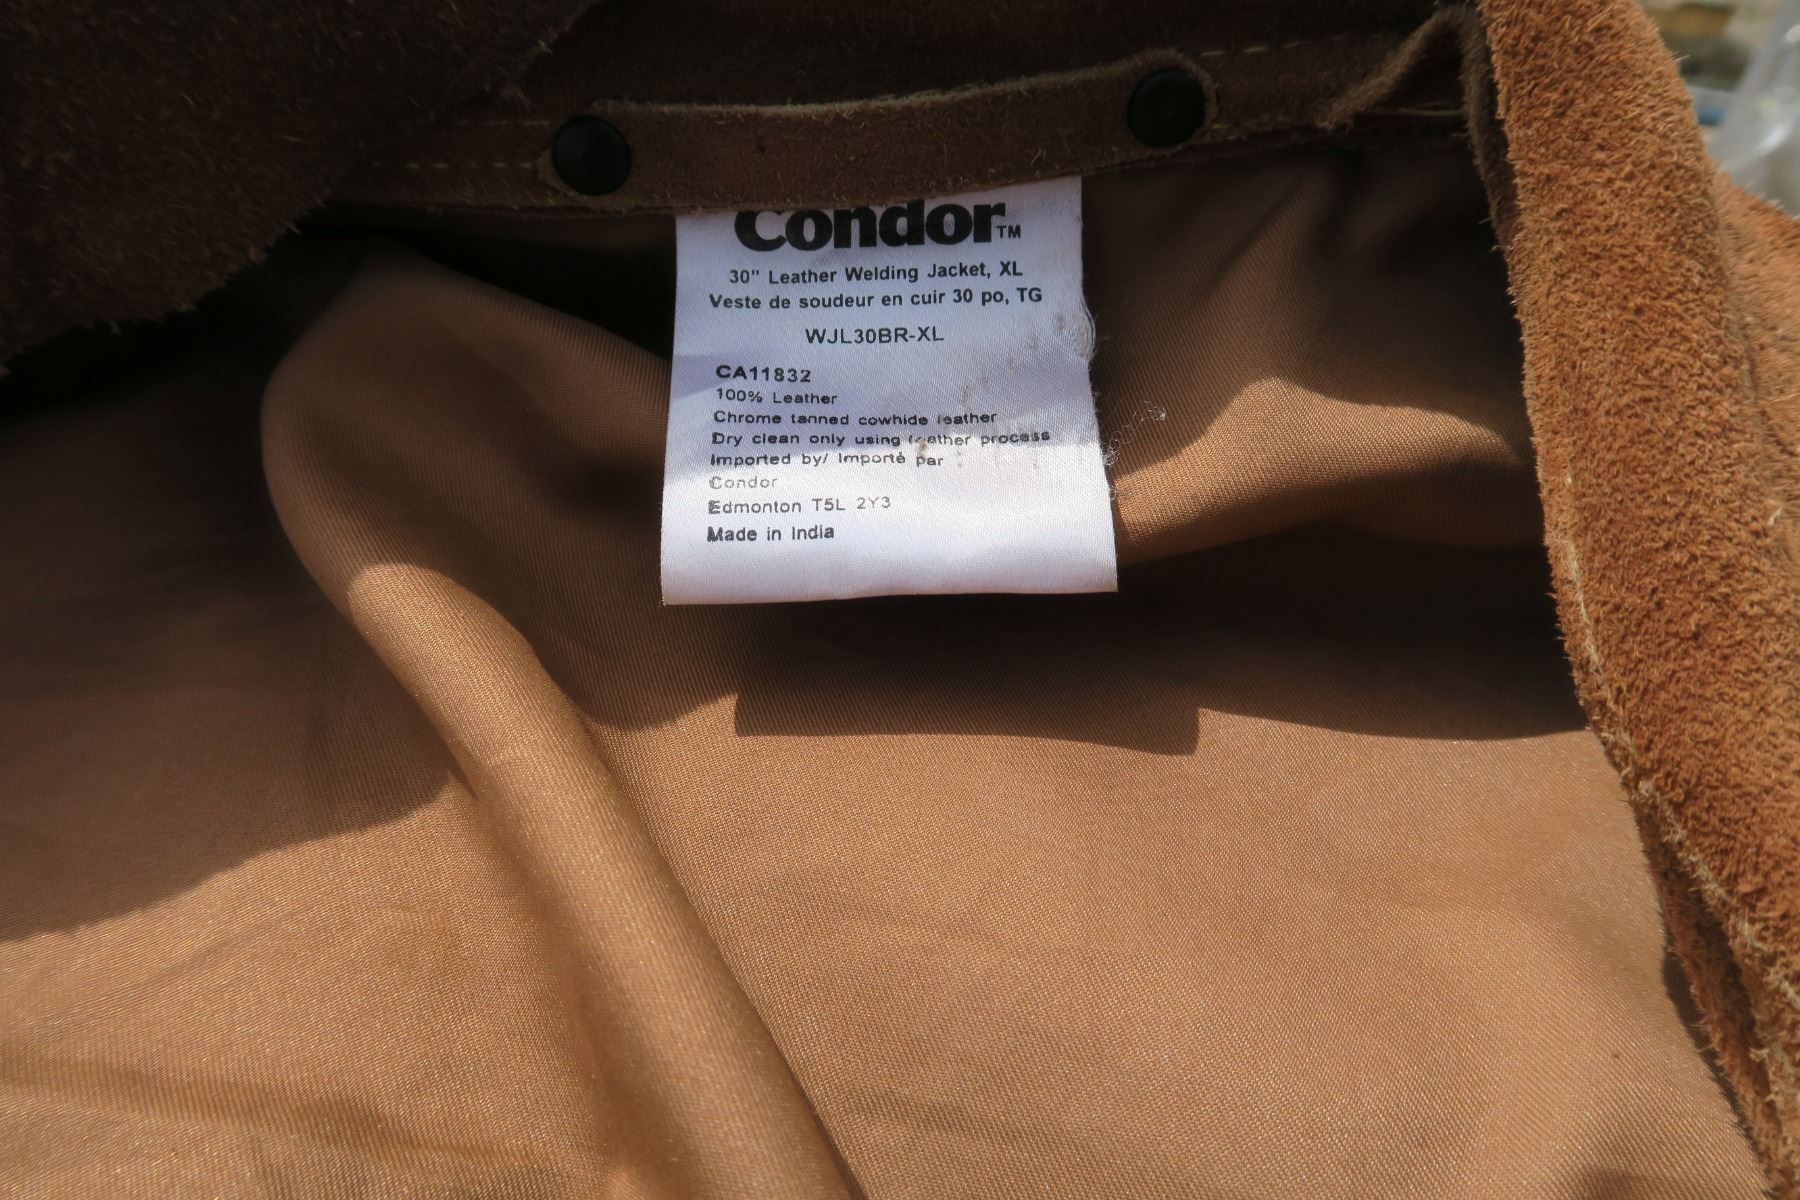 Condor™
30" Leather Welding Jacket, XL
Veste de soudeur en cuir 30 po, TG
WJL30BR-XL
CA11832
100% Leather
Chrome tanned cowhide leather
Dry clean only using leather process
Imported by/ Importé par
Condor
Edmonton T5L 2Y3
Made in India